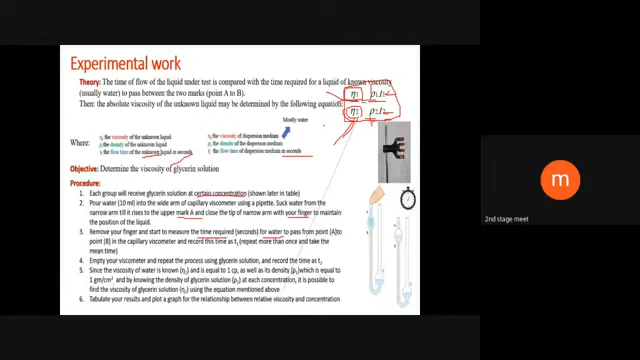 Experimental work
Theory: The time of flow of the liquid under test is compared with the time required for a liquid of known viscosity
(usually water) to pass between the two marks (point A to B).
Then: the absolute viscosity of the unknown liquid may be determined by the following equation:
η₁ ρ₁t₁
η₂ ρ₂t₂
Mostly water
Where:
η₁ the viscosity of the unknown liquid
ρ₁ the density of the unknown liquid
t₁ the flow time of the unknown liquid in seconds
η₂ the viscosity of dispersion medium
ρ₂ the density of the dispersion medium
t₂ the flow time of dispersion medium in seconds
Objective: Determine the viscosity of glycerin solution
Procedure:
1. Each group will receive glycerin solution at certain concentration (shown later in table)
2. Pour water (10 ml) into the wide arm of capillary viscometer using a pipette. Suck water from the
narrow arm till it rises to the upper mark A and close the tip of narrow arm with your finger to maintain
the position of the liquid.
3. Remove your finger and start to measure the time required (seconds) for water to pass from point (A)to
point (B) in the capillary viscometer and record this time as t₁ (repeat more than once and take
the mean time)
4. Empty your viscometer and repeat the process using glycerin solution, and record the time as t₂
5. Since the viscosity of water is known (η₁) and is equal to 1 cp, as well as its density (ρ₁) which is equal to
1 gm/cm³ and by knowing the density of glycerin solution (ρ₂) at each concentration, it is possible to
find the viscosity of glycerin solution (η₂) using the equation mentioned above
6. Tabulate your results and plot a graph for the relationship between relative viscosity and concentration
m
2nd stage meet